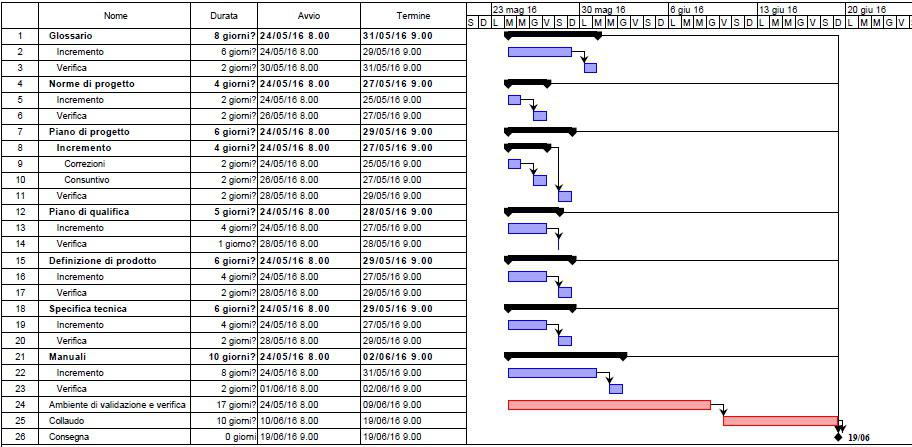 23 mag 16 30 mag 16 6 giu 16 13 giu 16 20 giu 16
Nome Durata Avvio Termine S D L M M G V S D L M M G V S D L M M G V S D L M M G V S D L M M G V S
1 Glossario 8 giorni? 24/05/16 8.00 31/05/16 9.00
2 Incremento 6 giorni? 24/05/16 8.00 29/05/16 9.00
3 Verifica 2 giorni? 30/05/16 8.00 31/05/16 9.00
4 Norme di progetto 4 giorni? 24/05/16 8.00 27/05/16 9.00
5 Incremento 2 giorni? 24/05/16 8.00 25/05/16 9.00
6 Verifica 2 giorni? 26/05/16 8.00 27/05/16 9.00
7 Piano di progetto 6 giorni? 24/05/16 8.00 29/05/16 9.00
8 Incremento 4 giorni? 24/05/16 8.00 27/05/16 9.00
9 Correzioni 2 giorni? 24/05/16 8.00 25/05/16 9.00
10 Consuntivo 2 giorni? 26/05/16 8.00 27/05/16 9.00
11 Verifica 2 giorni? 28/05/16 8.00 29/05/16 9.00
12 Piano di qualifica 5 giorni? 24/05/16 8.00 28/05/16 9.00
13 Incremento 4 giorni? 24/05/16 8.00 27/05/16 9.00
14 Verifica 1 giorno? 28/05/16 8.00 28/05/16 9.00
15 Definizione di prodotto 6 giorni? 24/05/16 8.00 29/05/16 9.00
16 Incremento 4 giorni? 24/05/16 8.00 27/05/16 9.00
17 Verifica 2 giorni? 28/05/16 8.00 29/05/16 9.00
18 Specifica tecnica 6 giorni? 24/05/16 8.00 29/05/16 9.00
19 Incremento 4 giorni? 24/05/16 8.00 27/05/16 9.00
20 Verifica 2 giorni? 28/05/16 8.00 29/05/16 9.00
21 Manuali 10 giorni? 24/05/16 8.00 02/06/16 9.00
22 Incremento 8 giorni? 24/05/16 8.00 31/05/16 9.00
23 Verifica 2 giorni? 01/06/16 8.00 02/06/16 9.00
24 Ambiente di validazione e verifica 17 giorni? 24/05/16 8.00 09/06/16 9.00
25 Collaudo 10 giorni? 10/06/16 8.00 19/06/16 9.00
26 Consegna 0 giorni 19/06/16 9.00 19/06/16 9.00 19/06